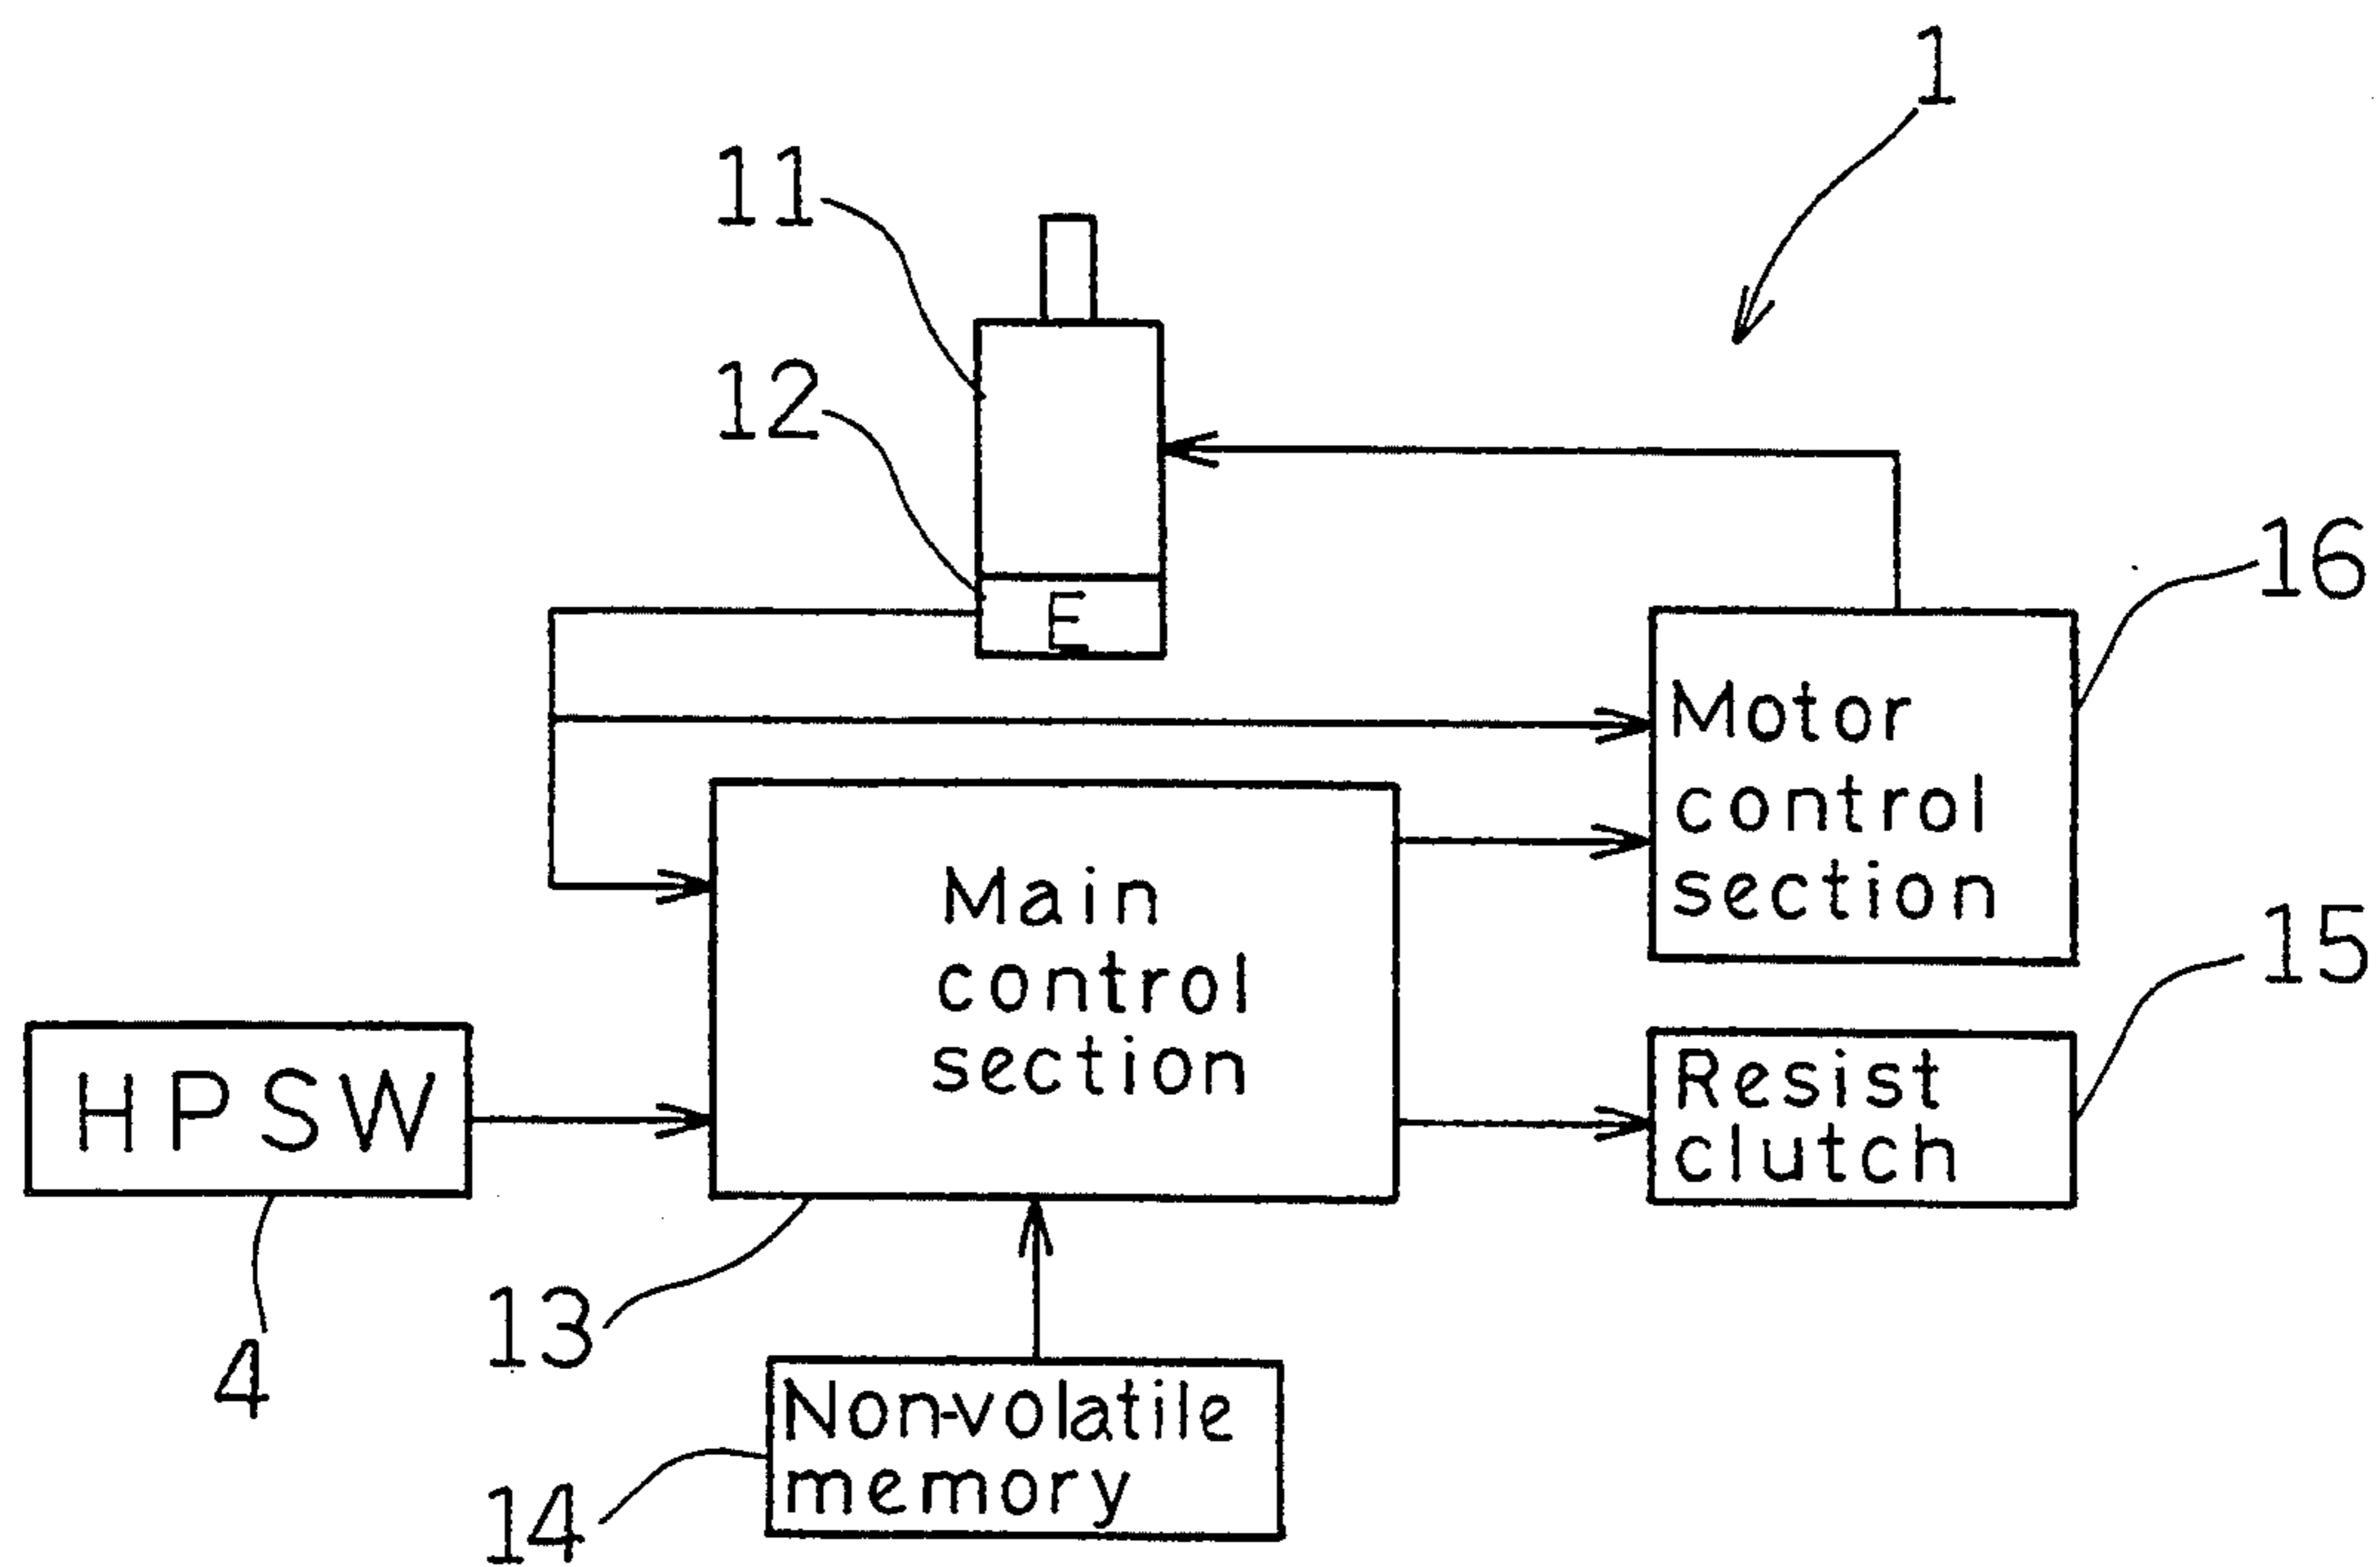 1
11
12
E
16
Motor
control
section
Main
control
section
15
HPSW
Resist
clutch
4
13
Non-volatile
memory
14